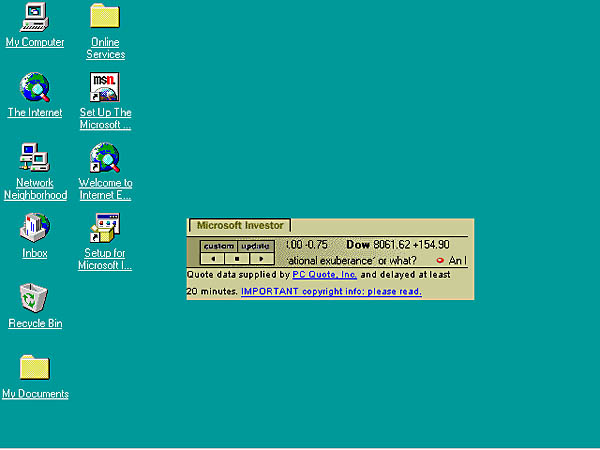 My Computer
Online
Services
The Internet
msn.
Set Up The
Microsoft ...
Network
Neighborhood
Welcome to
Internet E...
Inbox
Setup for
Microsoft I...
Recycle Bin
My Documents
Microsoft Investor
custom update
.00 -0.75 Dow 8061.62 +154.90
ational exuberance' or what? An I
Quote data supplied by PC Quote, Inc. and delayed at least
20 minutes. IMPORTANT copyright info: please read.